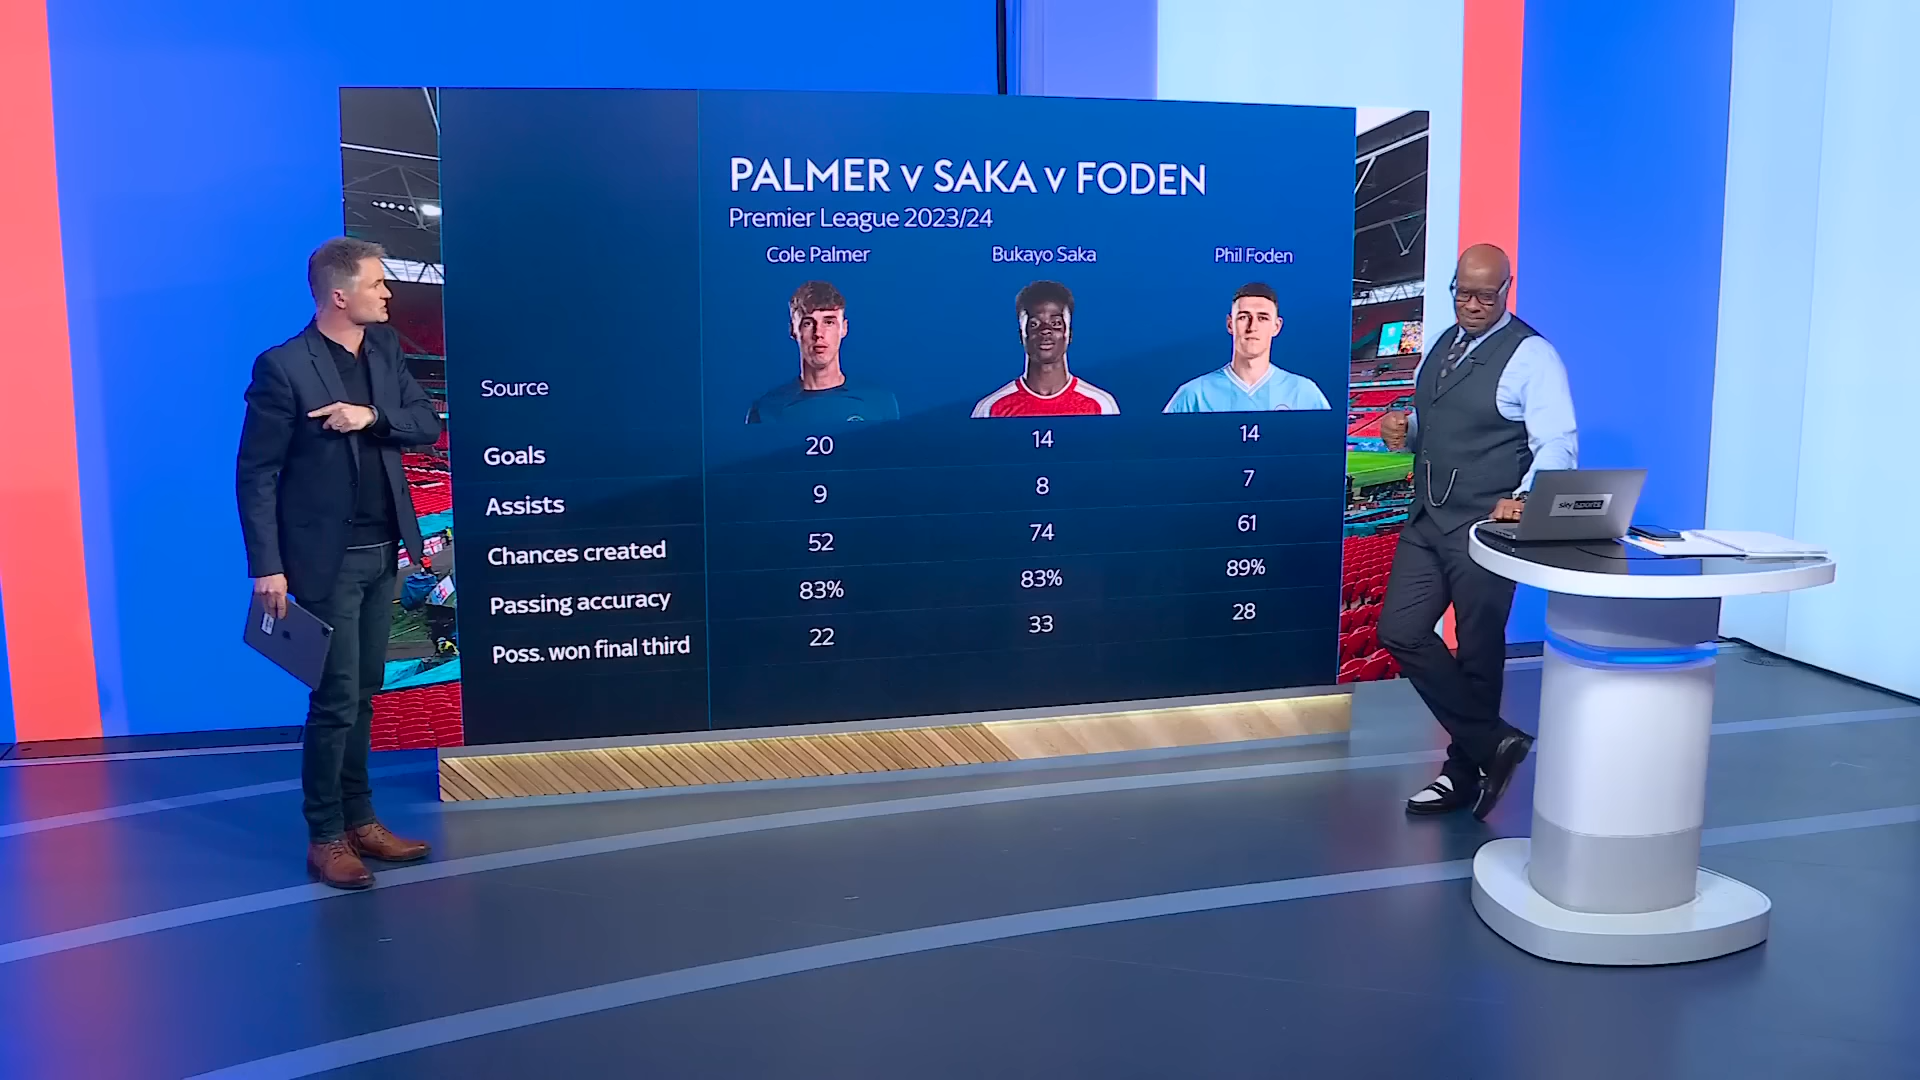 PALMER v SAKA v FODEN
Premier League 2023/24
Cole Palmer Bukayo Saka Phil Foden
Source
Goals 20 14 14
Assists 9 8 7
Chances created 52 74 61
Passing accuracy 83% 83% 89%
Poss. won final third 22 33 28
sky sports